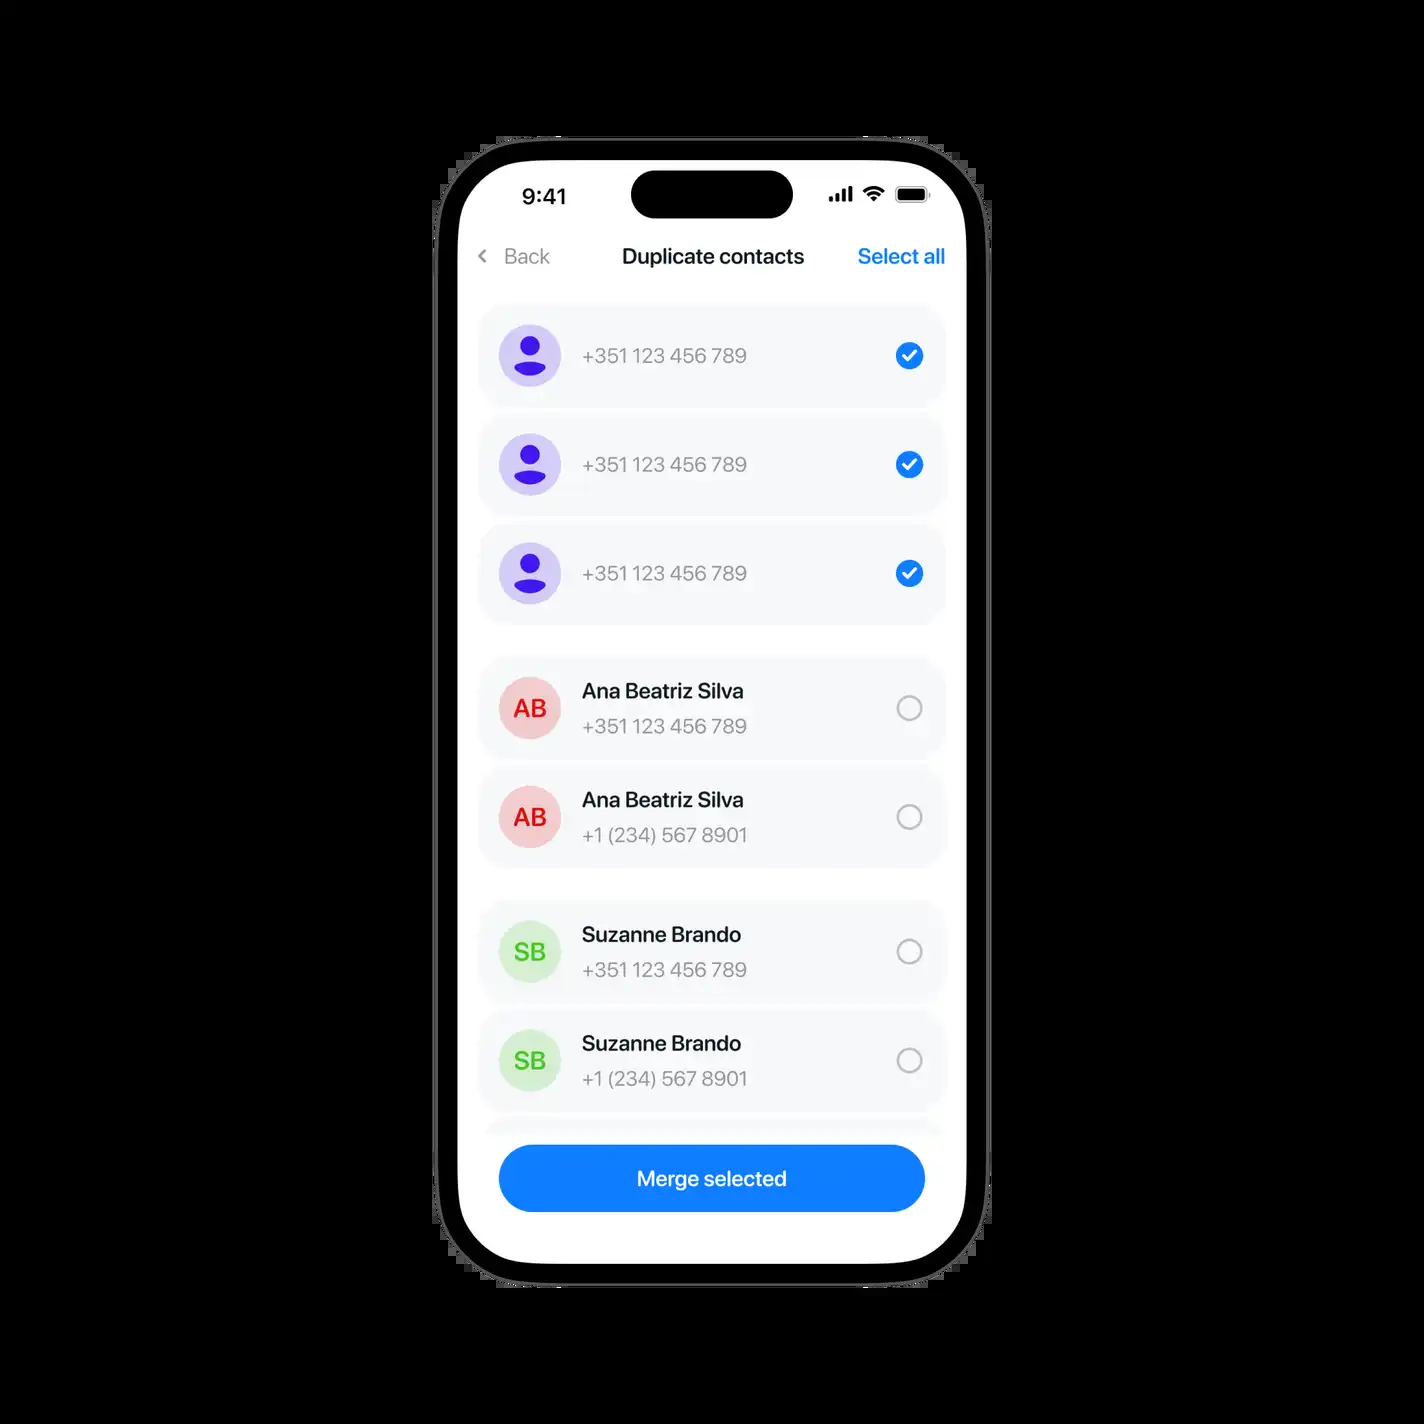 9:41
Back
Duplicate contacts
Select all
+351 123 456 789
+351 123 456 789
+351 123 456 789
AB
Ana Beatriz Silva
+351 123 456 789
AB
Ana Beatriz Silva
+1 (234) 567 8901
SB
Suzanne Brando
+351 123 456 789
SB
Suzanne Brando
+1 (234) 567 8901
Merge selected